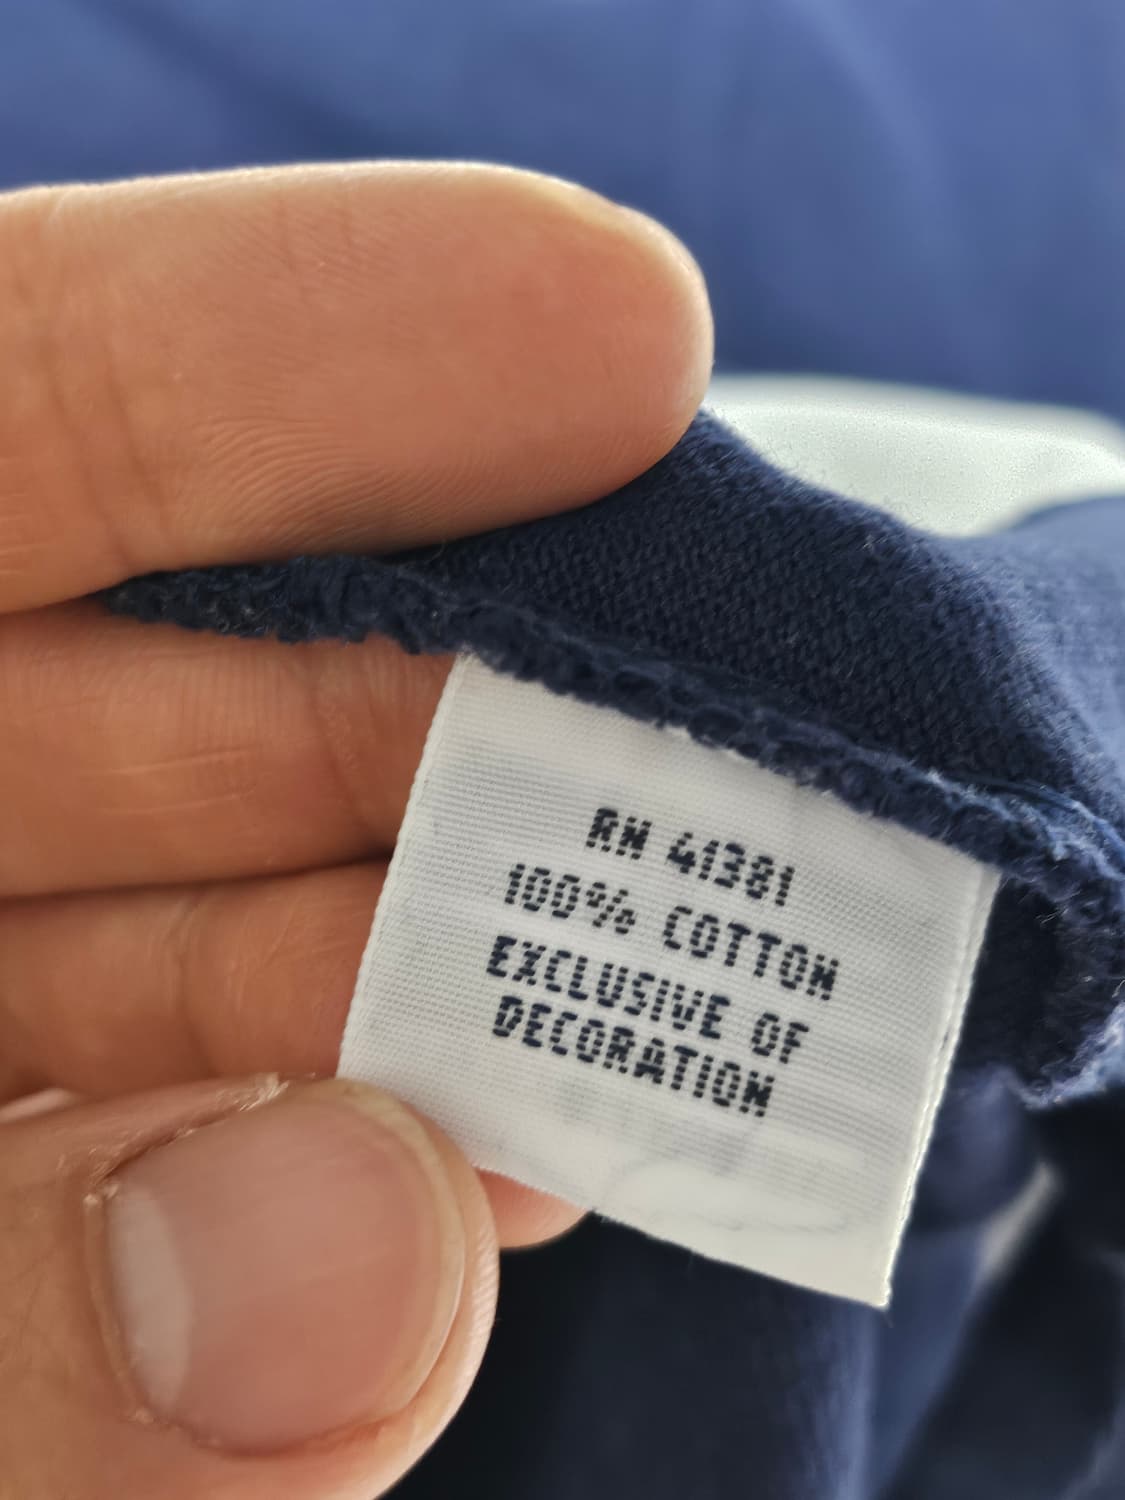 RN 41381
100% COTTON
EXCLUSIVE OF
DECORATION